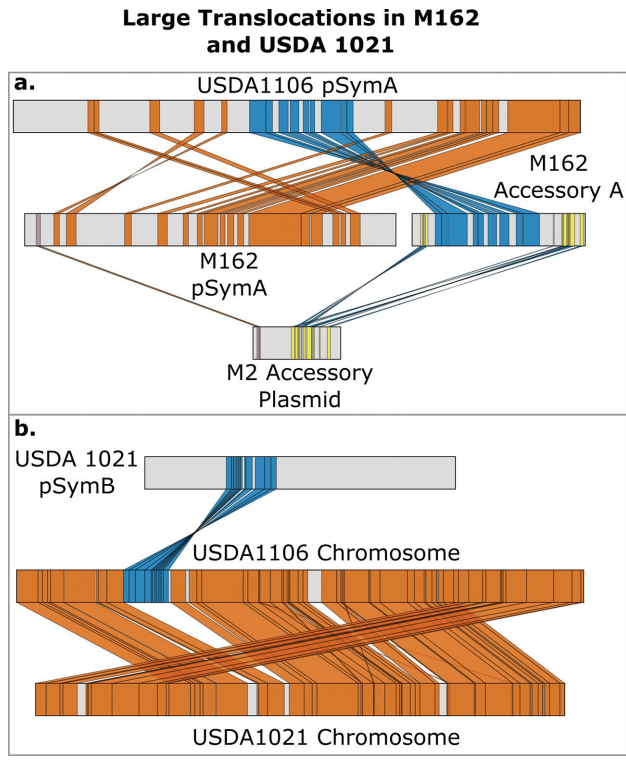 Large Translocations in M162
and USDA 1021
a.
USDA1106 pSymA
M162
Accessory A
M162
pSymA
M2 Accessory
Plasmid
b.
USDA 1021
pSymB
USDA1106 Chromosome
USDA1021 Chromosome